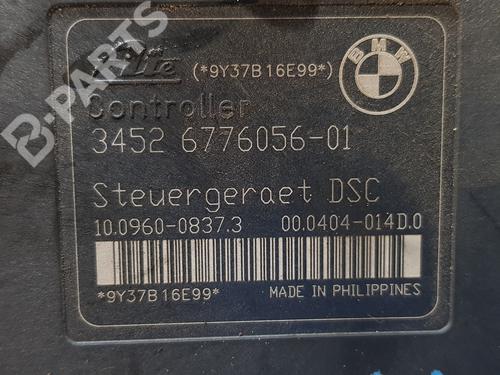 Ate
(*9Y37B16E99*)
BMW
Controller
3452 6776056-01
Steuergeraet DSC
10.0960-0837.3
00.0404-014D.0
*9Y37B16E99*
MADE IN PHILIPPINES
B-PARTS